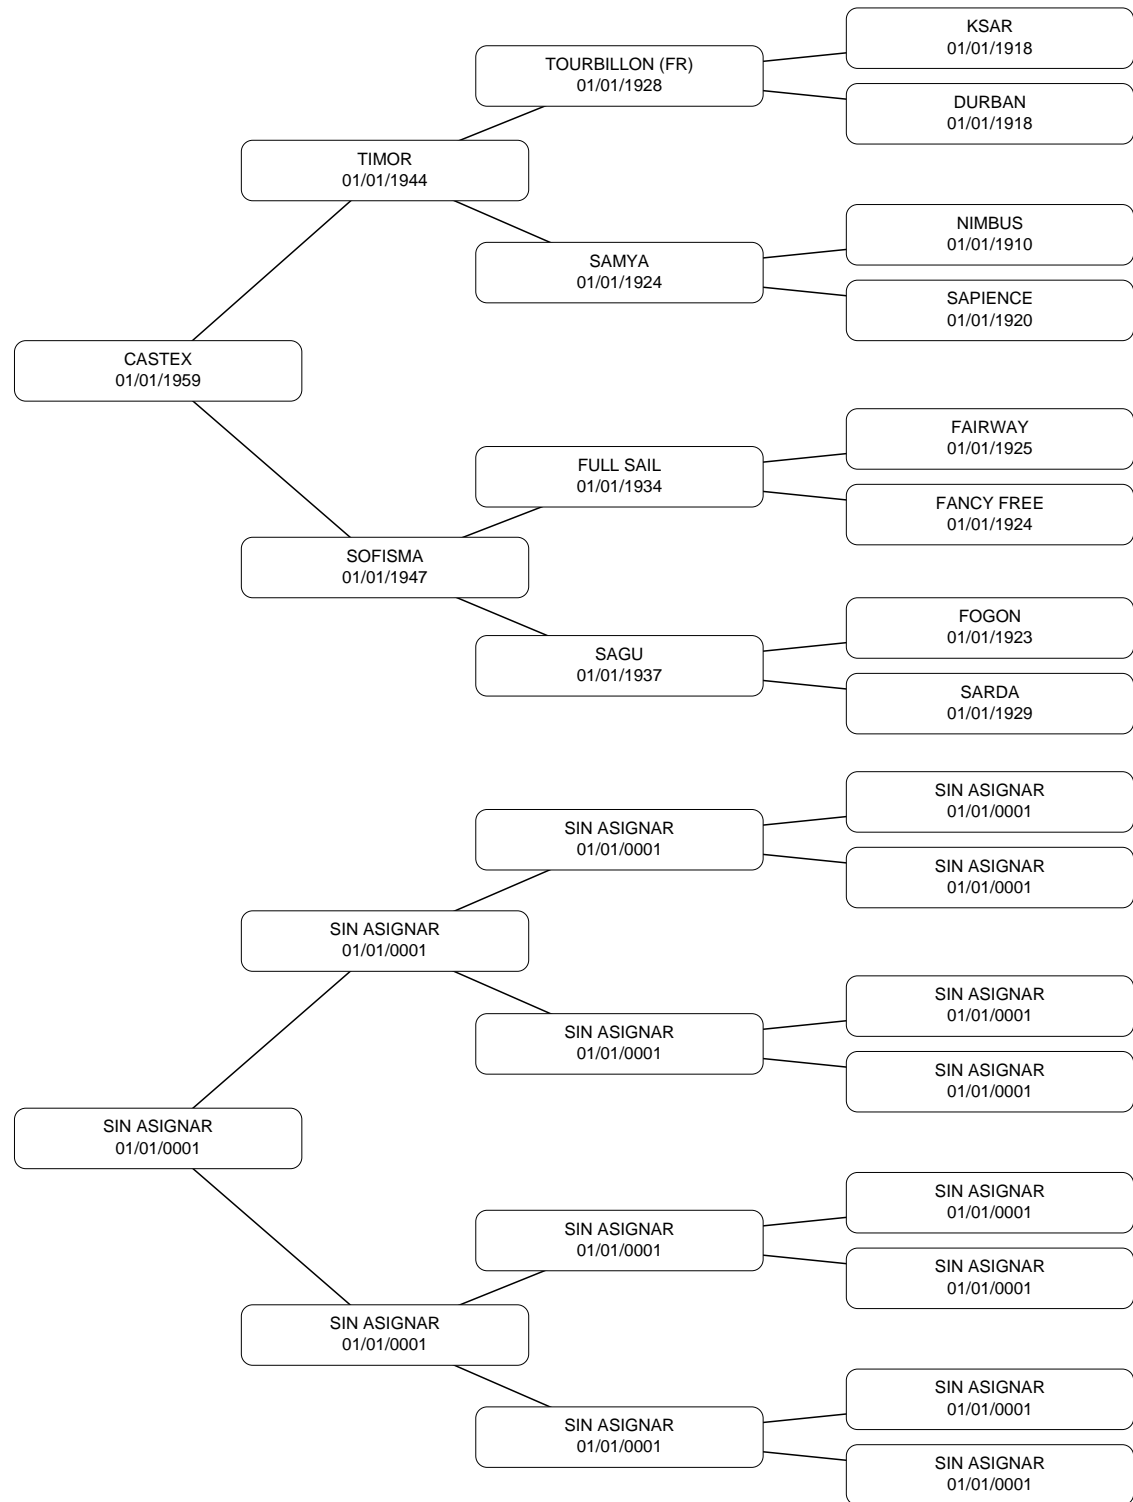 KSAR
01/01/1918
TOURBILLON (FR)
01/01/1928
DURBAN
01/01/1918
TIMOR
01/01/1944
NIMBUS
01/01/1910
SAMYA
01/01/1924
SAPIENCE
01/01/1920
CASTEX
01/01/1959
FAIRWAY
01/01/1925
FULL SAIL
01/01/1934
FANCY FREE
01/01/1924
SOFISMA
01/01/1947
FOGON
01/01/1923
SAGU
01/01/1937
SARDA
01/01/1929
SIN ASIGNAR
01/01/0001
SIN ASIGNAR
01/01/0001
SIN ASIGNAR
01/01/0001
SIN ASIGNAR
01/01/0001
SIN ASIGNAR
01/01/0001
SIN ASIGNAR
01/01/0001
SIN ASIGNAR
01/01/0001
SIN ASIGNAR
01/01/0001
SIN ASIGNAR
01/01/0001
SIN ASIGNAR
01/01/0001
SIN ASIGNAR
01/01/0001
SIN ASIGNAR
01/01/0001
SIN ASIGNAR
01/01/0001
SIN ASIGNAR
01/01/0001
SIN ASIGNAR
01/01/0001